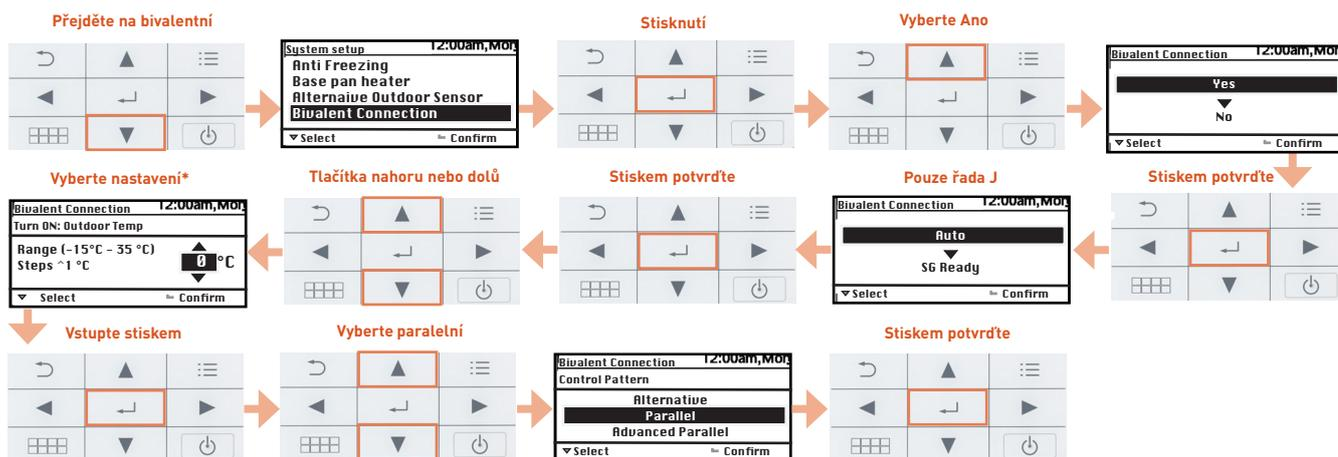 Přejděte na bivalentní
System setup 12:00am,Mon
Anti Freezing
Base pan heater
Alternaive Outdoor Sensor
Bivalent Connection
Select Confirm
Stisknutí
Vyberte Ano
Bivalent Connection 12:00am,Mon
Yes
No
Select Confirm
Stiskem potvrďte
Pouze řada J
Bivalent Connection 12:00am,Mon
Auto
SG Ready
Select Confirm
Stiskem potvrďte
Tlačítka nahoru nebo dolů
Vyberte nastavení*
Bivalent Connection 12:00am,Mon
Turn ON: Outdoor Temp
Range (-15°C - 35 °C)
Steps ^1 °C
0 °C
Select Confirm
Vstupte stiskem
Vyberte paralelní
Bivalent Connection 12:00am,Mon
Control Pattern
Alternative
Parallel
Advanced Parallel
Select Confirm
Stiskem potvrďte